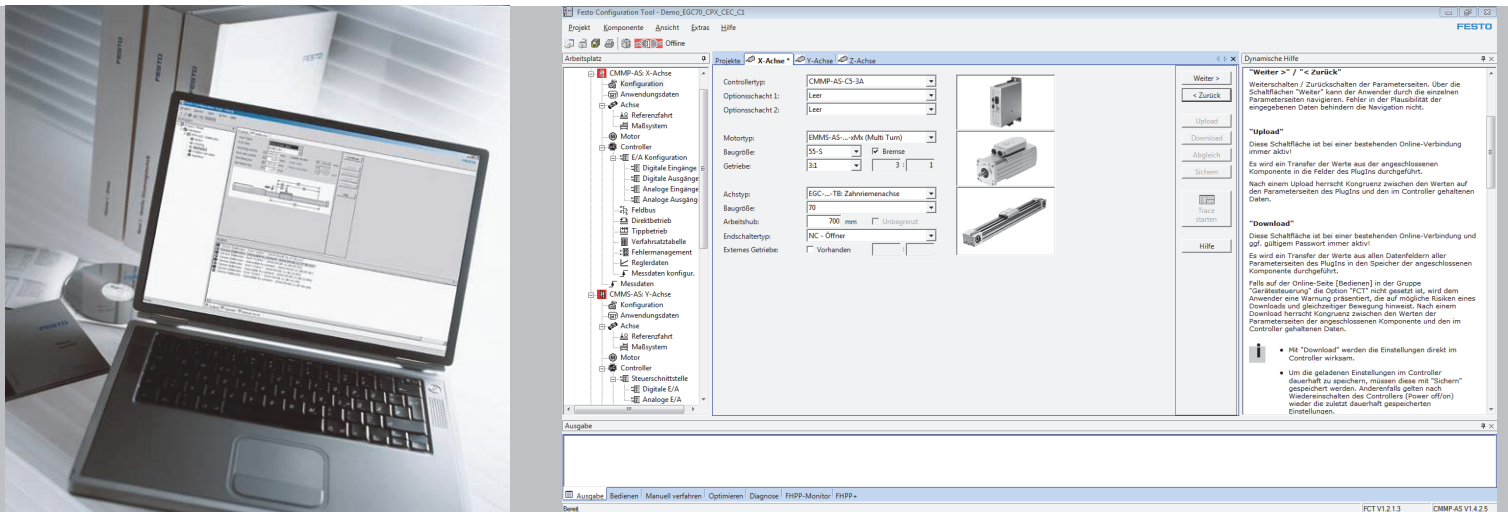 FESTO
FESTO
FESTO
FESTO
Festo Configuration Tool - Demo_EGC70_CPX_CEC_C1
Projekt Komponente Ansicht Extras Hilfe
FESTO
Offline
Arbeitsplatz
CMMP-AS: X-Achse
Konfiguration
Anwendungsdaten
Achse
Referenzfahrt
Maßsystem
Motor
Controller
E/A Konfiguration
Digitale Eingänge
Digitale Ausgänge
Analoge Eingänge
Analoge Ausgäng
Feldbus
Direktbetrieb
Tippbetrieb
Verfahrsatztabelle
Fehlermanagement
Reglerdaten
Messdaten konfigur.
Messdaten
CMMS-AS: Y-Achse
Konfiguration
Anwendungsdaten
Achse
Referenzfahrt
Maßsystem
Motor
Controller
Steuerschnittstelle
Digitale E/A
Analoge E/A
Projekte X-Achse * Y-Achse Z-Achse
Controllertyp: CMMP-AS-C5-3A
Optionsschacht 1: Leer
Optionsschacht 2: Leer
Motortyp: EMMS-AS-...-xMx (Multi Turn)
Baugröße: 55-S Bremse
Getriebe: 3:1 3 : 1
Achstyp: EGC-...-TB: Zahnriemenachse
Baugröße: 70
Arbeitshub: 700 mm Unbegrenzt
Endschaltertyp: NC - Öffner
Externes Getriebe: Vorhanden :
Weiter >
< Zurück
Upload
Download
Abgleich
Sichern
Trace
starten
Hilfe
Dynamische Hilfe
"Weiter >" / "< Zurück"
Weiterschalten / Zurückschalten der Parameterseiten. Über die
Schaltflächen "Weiter" kann der Anwender durch die einzelnen
Parameterseiten navigieren. Fehler in der Plausibilität der
eingegebenen Daten behindern die Navigation nicht.
"Upload"
Diese Schaltfläche ist bei einer bestehenden Online-Verbindung
immer aktiv!
Es wird ein Transfer der Werte aus der angeschlossenen
Komponente in die Felder des PlugIns durchgeführt.
Nach einem Upload herrscht Kongruenz zwischen den Werten auf
den Parameterseiten des PlugIns und den im Controller gehaltenen
Daten.
"Download"
Diese Schaltfläche ist bei einer bestehenden Online-Verbindung und
ggf. gültigem Passwort immer aktiv!
Es wird ein Transfer der Werte aus allen Datenfeldern aller
Parameterseiten des PlugIns in den Speicher der angeschlossenen
Komponente durchgeführt.
Falls auf der Online-Seite [Bedienen] in der Gruppe
"Gerätesteuerung" die Option "FCT" nicht gesetzt ist, wird dem
Anwender eine Warnung präsentiert, die auf mögliche Risiken eines
Downloads und gleichzeitiger Bewegung hinweist. Nach einem
Download herrscht Kongruenz zwischen den Werten der
Parameterseiten der angeschlossenen Komponente und den im
Controller gehaltenen Daten.
i
• Mit "Download" werden die Einstellungen direkt im
Controller wirksam.
• Um die geladenen Einstellungen im Controller
dauerhaft zu speichern, müssen diese mit "Sichern"
gespeichert werden. Anderenfalls gelten nach
Wiedereinschalten des Controllers (Power off/on)
wieder die zuletzt dauerhaft gespeicherten
Einstellungen.
Ausgabe
Ausgabe Bedienen Manuell verfahren Optimieren Diagnose FHPP-Monitor FHPP+
Bereit
FCT V1.2.1.3 CMMP-AS V1.4.2.5